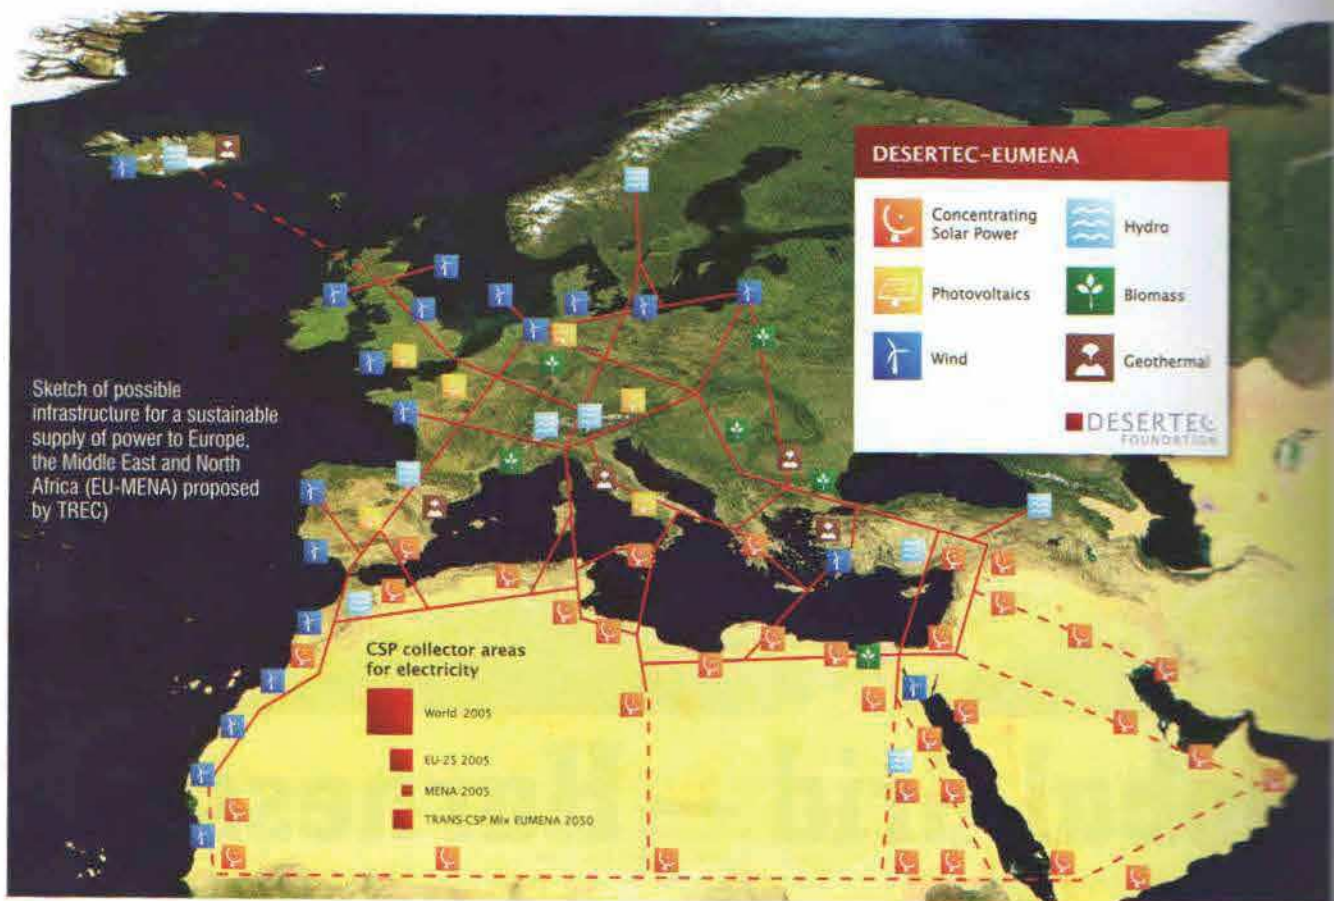 Sketch of possible
infrastructure for a sustainable
supply of power to Europe,
the Middle East and North
Africa (EU-MENA) proposed
by TREC)
DESERTEC–EUMENA
Concentrating
Solar Power
Hydro
Photovoltaics
Biomass
Wind
Geothermal
DESERTEC
FOUNDATION
CSP collector areas
for electricity
World 2005
EU-25 2005
MENA 2005
TRANS-CSP Mix EUMENA 2050